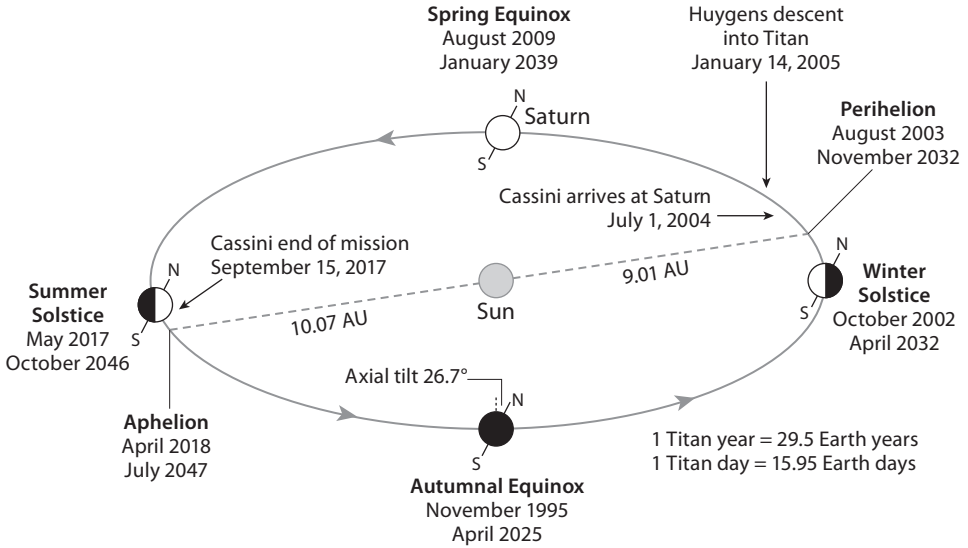 Spring Equinox
August 2009
January 2039
Huygens descent
into Titan
January 14, 2005
N
Saturn
S
Perihelion
August 2003
November 2032
Cassini arrives at Saturn
July 1, 2004
Cassini end of mission
September 15, 2017
N
S
Summer
Solstice
May 2017
October 2046
10.07 AU
Sun
9.01 AU
N
S
Winter
Solstice
October 2002
April 2032
Axial tilt 26.7°
N
S
Aphelion
April 2018
July 2047
Autumnal Equinox
November 1995
April 2025
1 Titan year = 29.5 Earth years
1 Titan day = 15.95 Earth days